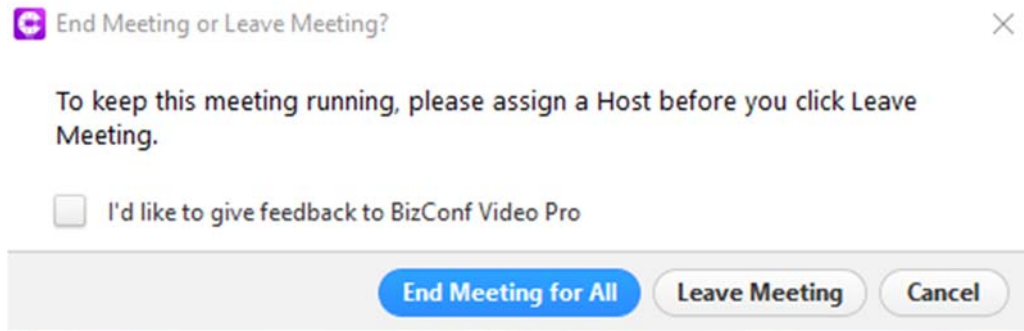 End Meeting or Leave Meeting?
To keep this meeting running, please assign a Host before you click Leave
Meeting.
I'd like to give feedback to BizConf Video Pro
End Meeting for All
Leave Meeting
Cancel